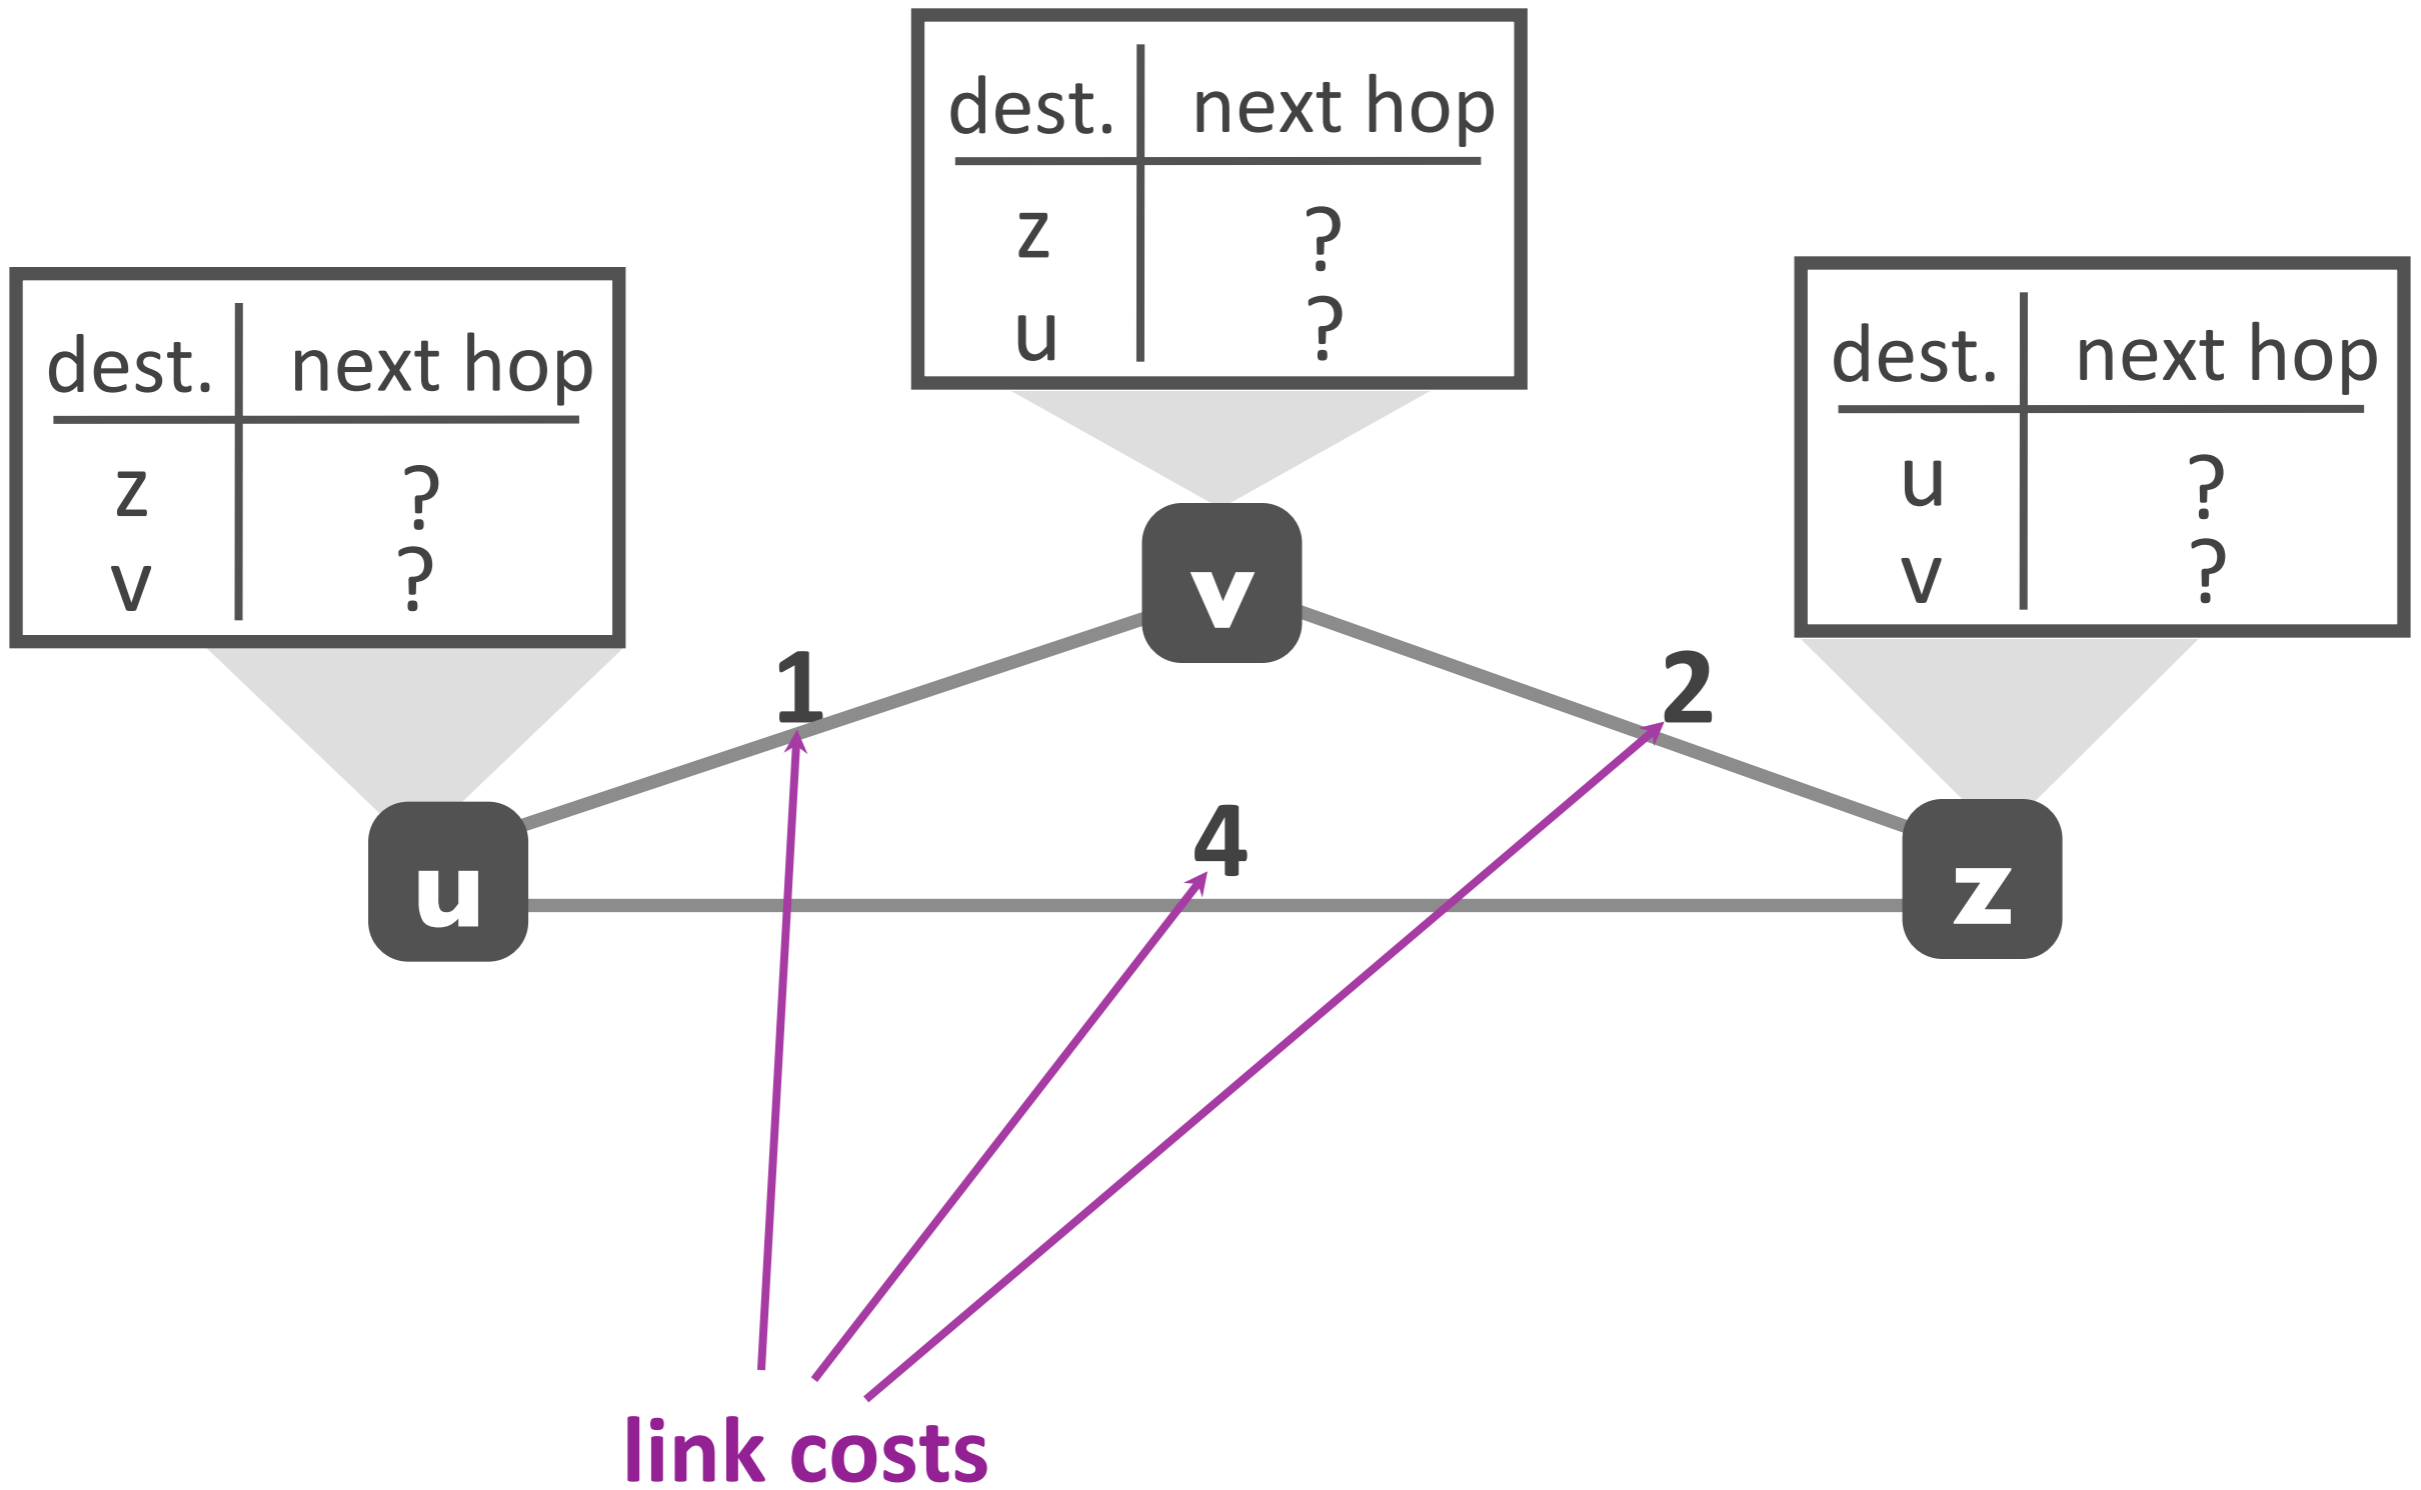 dest. next hop
z ?
u ?
dest. next hop
z ?
v ?
dest. next hop
u ?
v ?
v
1
2
4
u
z
link costs